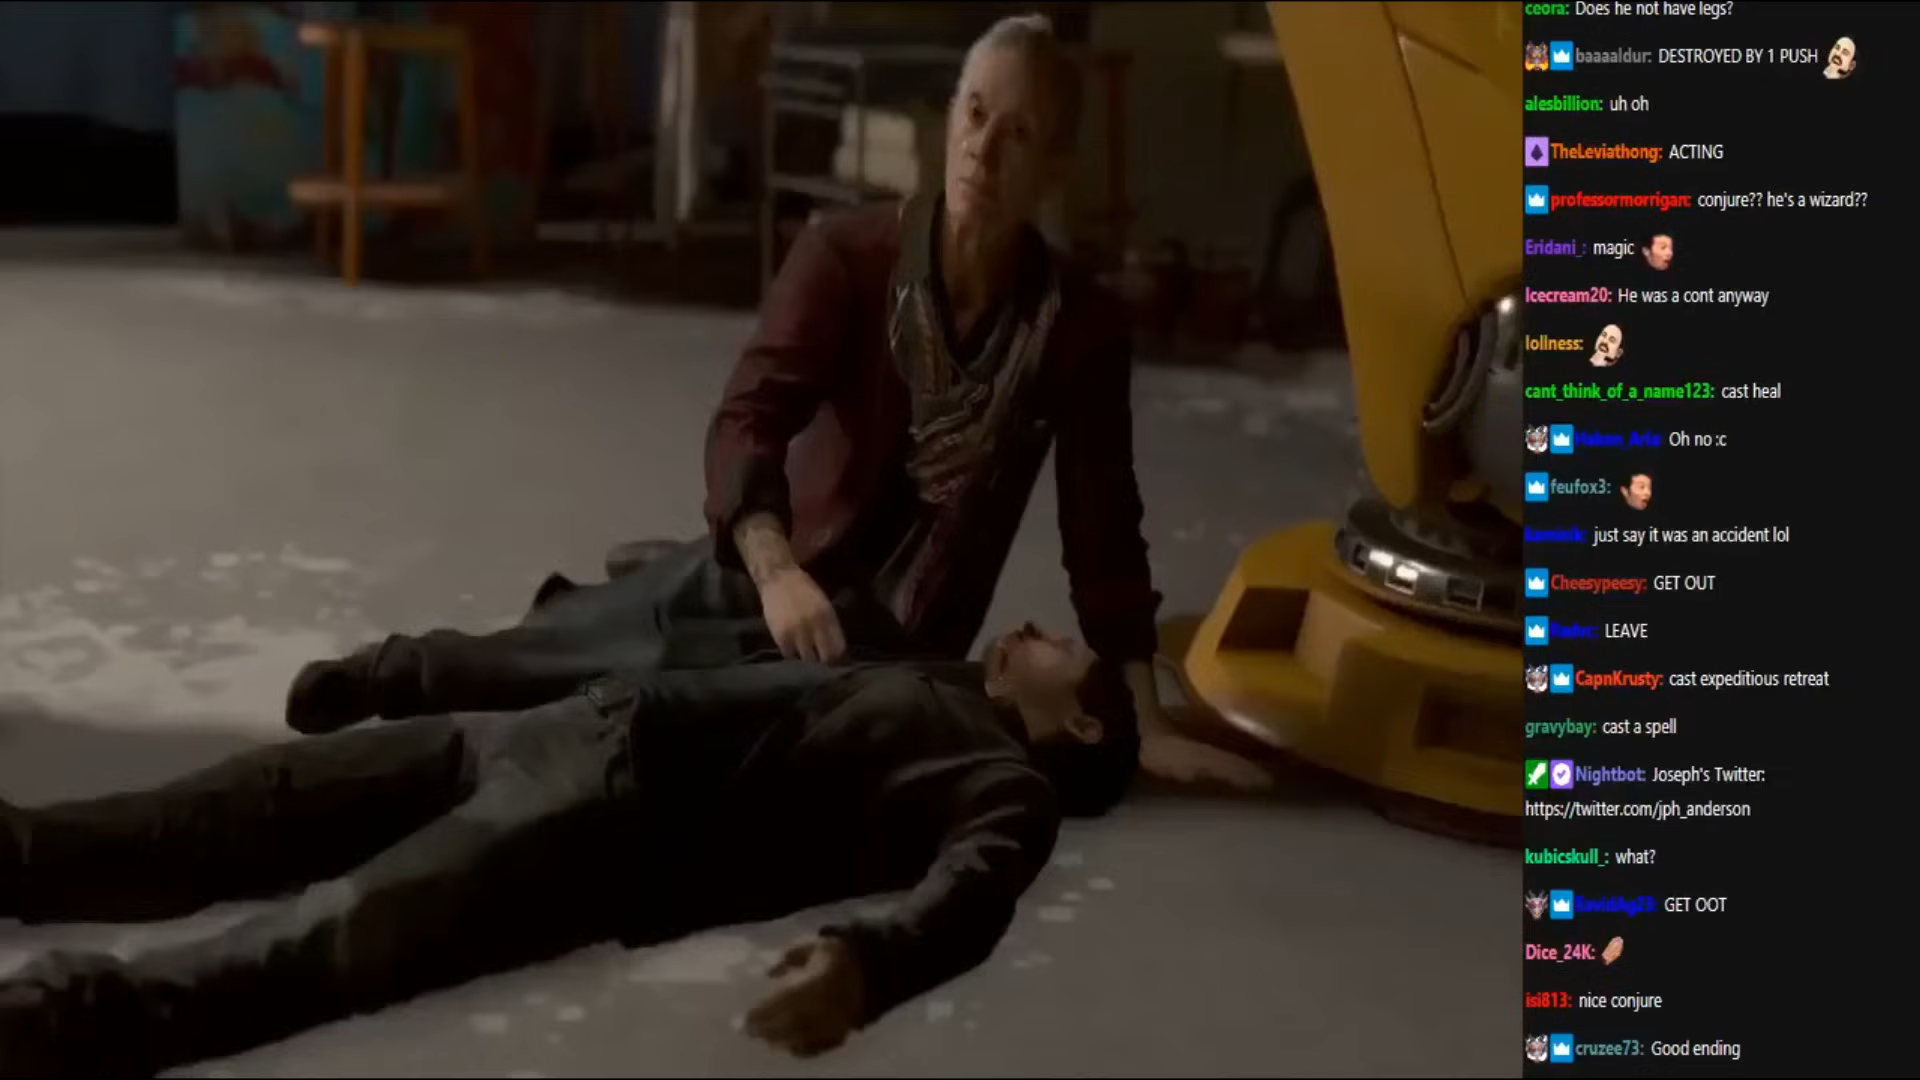 ceora: Does he not have legs?
baaaaldur: DESTROYED BY 1 PUSH
alesbillion: uh oh
TheLeviathong: ACTING
professormorrigan: conjure?? he's a wizard??
Eridani_: magic
Icecream20: He was a cont anyway
lollness:
cant_think_of_a_name123: cast heal
Oh no :c
feufox3:
just say it was an accident lol
Cheesypeesy: GET OUT
LEAVE
CapnKrusty: cast expeditious retreat
gravybay: cast a spell
Nightbot: Joseph's Twitter:
https://twitter.com/jph_anderson
kubicskull_: what?
DavidAg23: GET OOT
Dice_24K:
isi813: nice conjure
cruzee73: Good ending